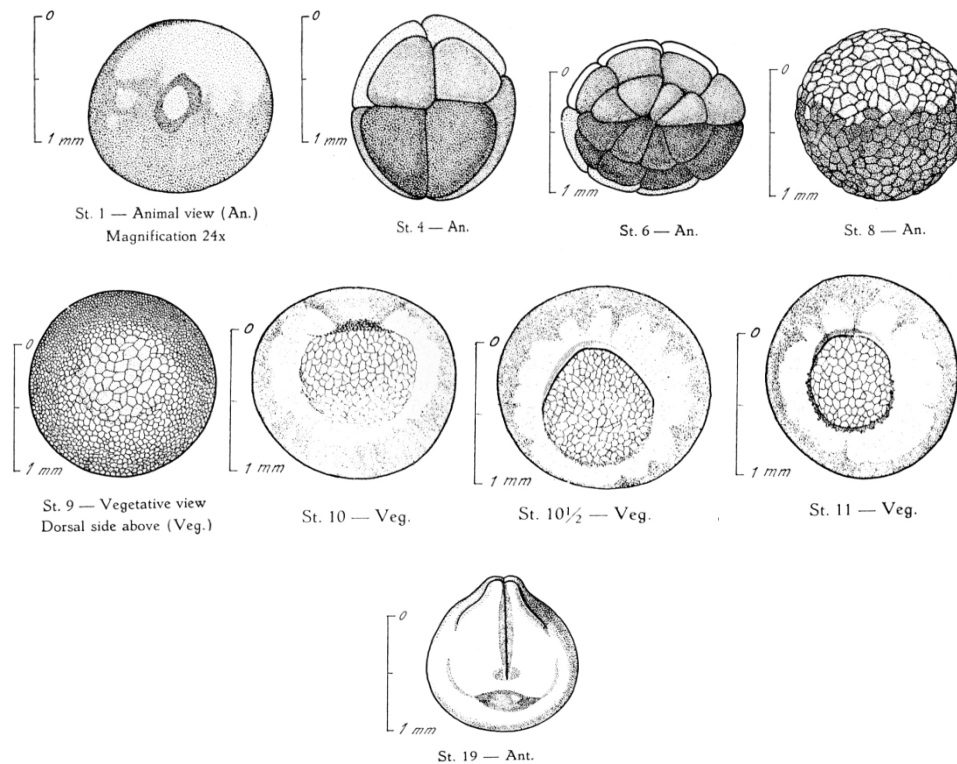 0
1 mm
St. 1 — Animal view (An.)
Magnification 24x
0
1 mm
St. 4 — An.
0
1 mm
St. 6 — An.
0
1 mm
St. 8 — An.
0
1 mm
St. 9 — Vegetative view
Dorsal side above (Veg.)
0
1 mm
St. 10 — Veg.
0
1 mm
St. 10½ — Veg.
0
1 mm
St. 11 — Veg.
0
1 mm
St. 19 — Ant.